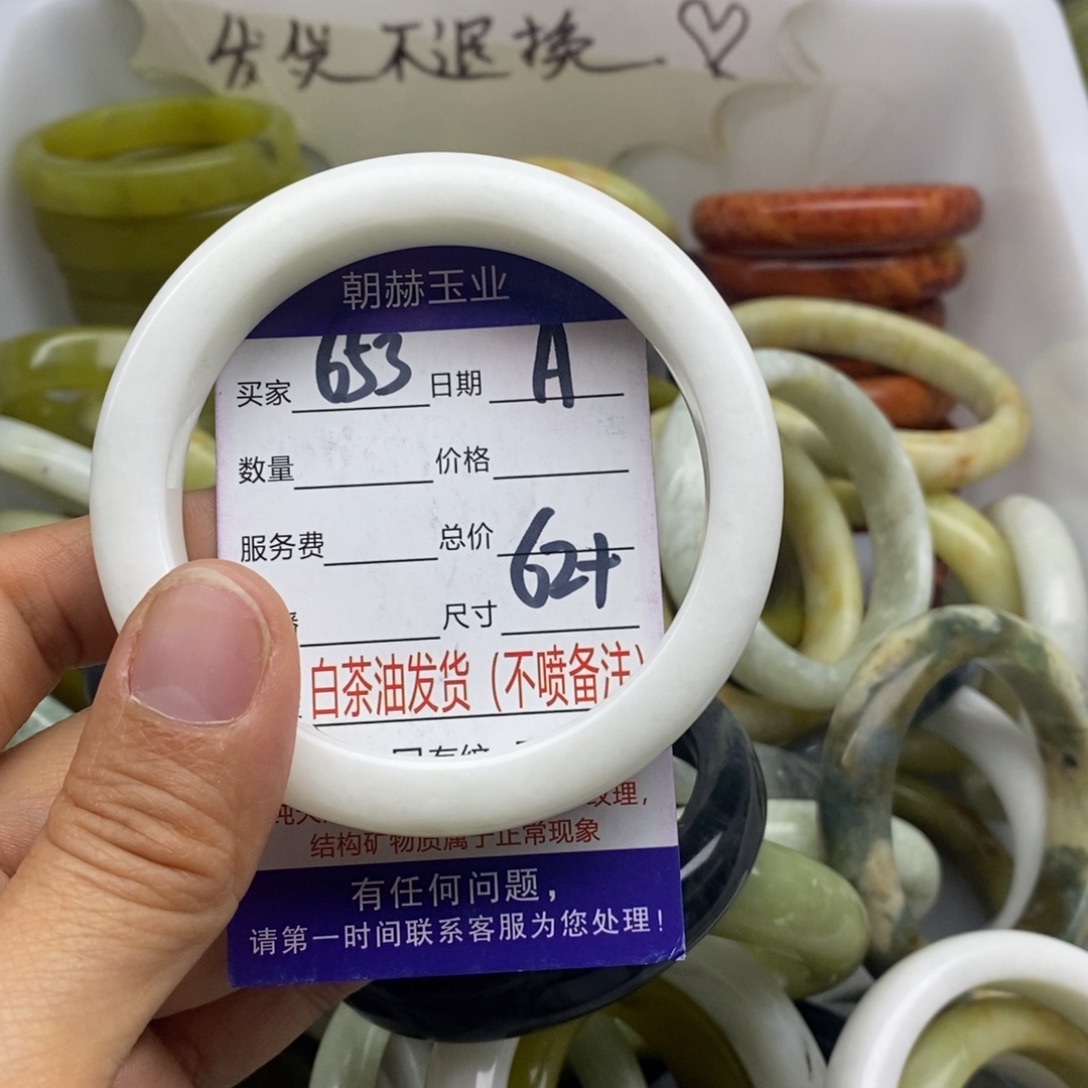 发货不退换.♡
朝赫玉业
买家 653 日期 A
数量 价格
服务费 总价
尺寸 62+
白茶油发货（不喷备注）
纹理，
结构矿物质属于正常现象
有任何问题，
请第一时间联系客服为您处理！